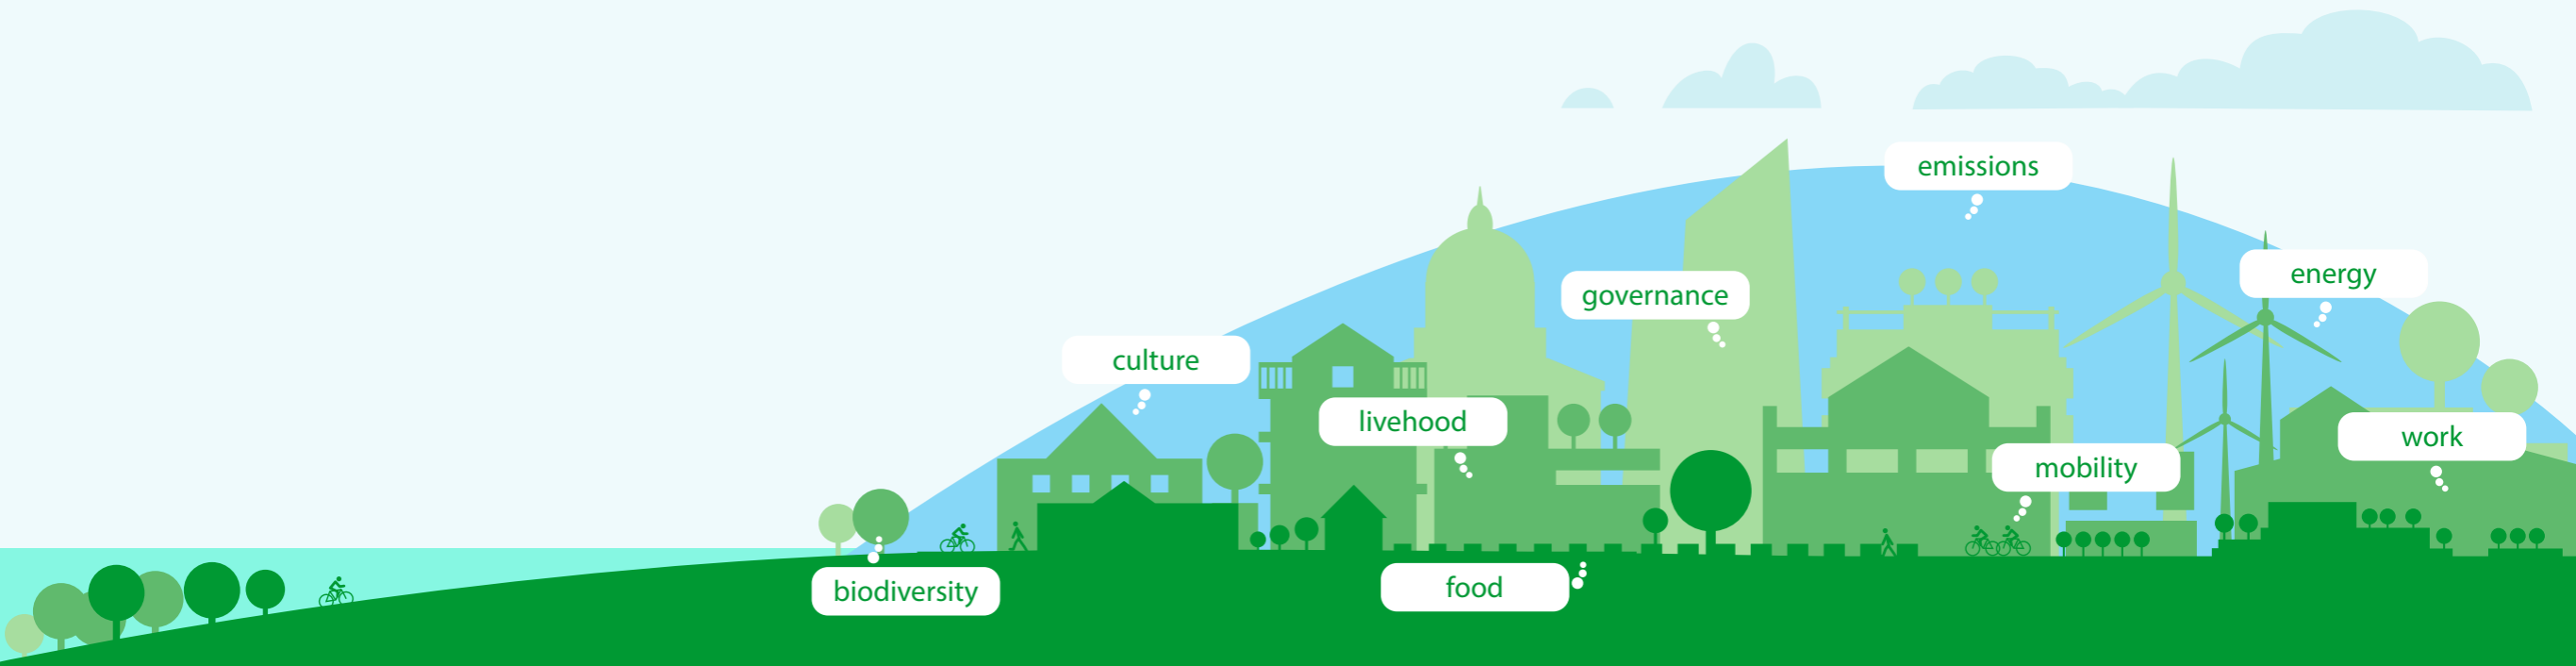 emissions
energy
governance
culture
livehood
work
mobility
biodiversity
food